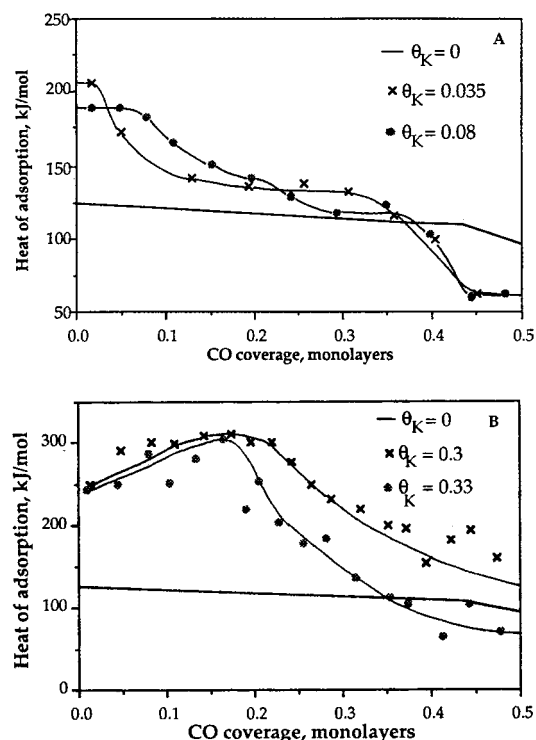 A
θK = 0
θK = 0.035
θK = 0.08
Heat of adsorption, kJ/mol
200
150
100
50
0.0 0.1 0.2 0.3 0.4 0.5
CO coverage, monolayers
B
θK = 0
θK = 0.3
θK = 0.33
Heat of adsorption, kJ/mol
300
200
100
0
0.0 0.1 0.2 0.3 0.4 0.5
CO coverage, monolayers